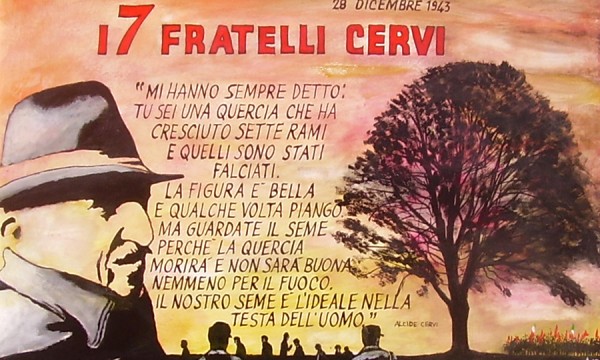 28 DICEMBRE 1943
I 7 FRATELLI CERVI
"MI HANNO SEMPRE DETTO:
TU SEI UNA QUERCIA CHE HA
CRESCIUTO SETTE RAMI
E QUELLI SONO STATI
FALCIATI.
LA FIGURA E' BELLA
E QUALCHE VOLTA PIANGO,
MA GUARDATE IL SEME
PERCHE' LA QUERCIA
MORIRA' E NON SARA' BUONA
NEMMENO PER IL FUOCO.
IL NOSTRO SEME E' L'IDEALE NELLA
TESTA DELL'UOMO."
ALCIDE CERVI